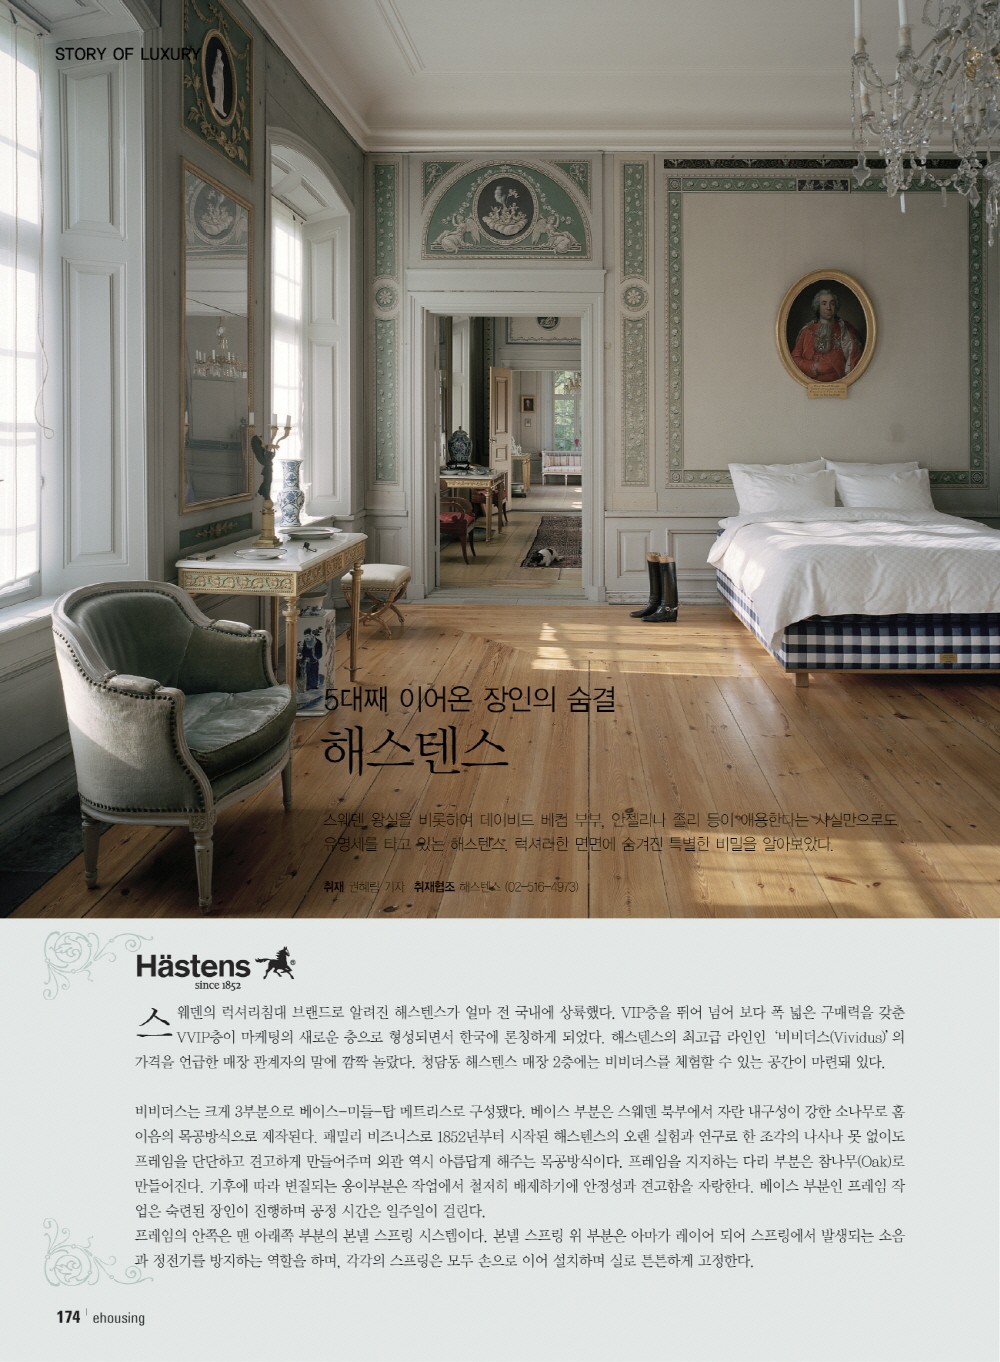 STORY OF LUXURY
5대째 이어온 장인의 숨결
해스텐스
스웨덴 왕실을 비롯하여 데이비드 베컴 부부, 안젤리나 졸리 등이 애용한다는 사실만으로도
유명세를 타고 있는 해스텐스. 럭셔리한 면면에 숨겨진 특별한 비밀을 알아보았다.
취재 권혜림 기자 취재협조 해스텐스 (02-516-4973)
Hästens
since 1852
스웨덴의 럭셔리침대 브랜드로 알려진 해스텐스가 얼마 전 국내에 상륙했다. VIP층을 뛰어 넘어 보다 폭 넓은 구매력을 갖춘
VVIP층이 마케팅의 새로운 층으로 형성되면서 한국에 론칭하게 되었다. 해스텐스의 최고급 라인인 ‘비비더스(Vividus)’의
가격을 언급한 매장 관계자의 말에 깜짝 놀랐다. 청담동 해스텐스 매장 2층에는 비비더스를 체험할 수 있는 공간이 마련돼 있다.
비비더스는 크게 3부분으로 베이스-미들-탑 메트리스로 구성됐다. 베이스 부분은 스웨덴 북부에서 자란 내구성이 강한 소나무로 홈
이음의 목공방식으로 제작된다. 패밀리 비즈니스로 1852년부터 시작된 해스텐스의 오랜 실험과 연구로 한 조각의 나사나 못 없이도
프레임을 단단하고 견고하게 만들어주며 외관 역시 아름답게 해주는 목공방식이다. 프레임을 지지하는 다리 부분은 참나무(Oak)로
만들어진다. 기후에 따라 변질되는 옹이부분은 작업에서 철저히 배제하기에 안정성과 견고함을 자랑한다. 베이스 부분인 프레임 작
업은 숙련된 장인이 진행하며 공정 시간은 일주일이 걸린다.
프레임의 안쪽은 맨 아래쪽 부분의 본넬 스프링 시스템이다. 본넬 스프링 위 부분은 아마가 레이어 되어 스프링에서 발생되는 소음
과 정전기를 방지하는 역할을 하며, 각각의 스프링은 모두 손으로 이어 설치하며 실로 튼튼하게 고정한다.
174 ehousing